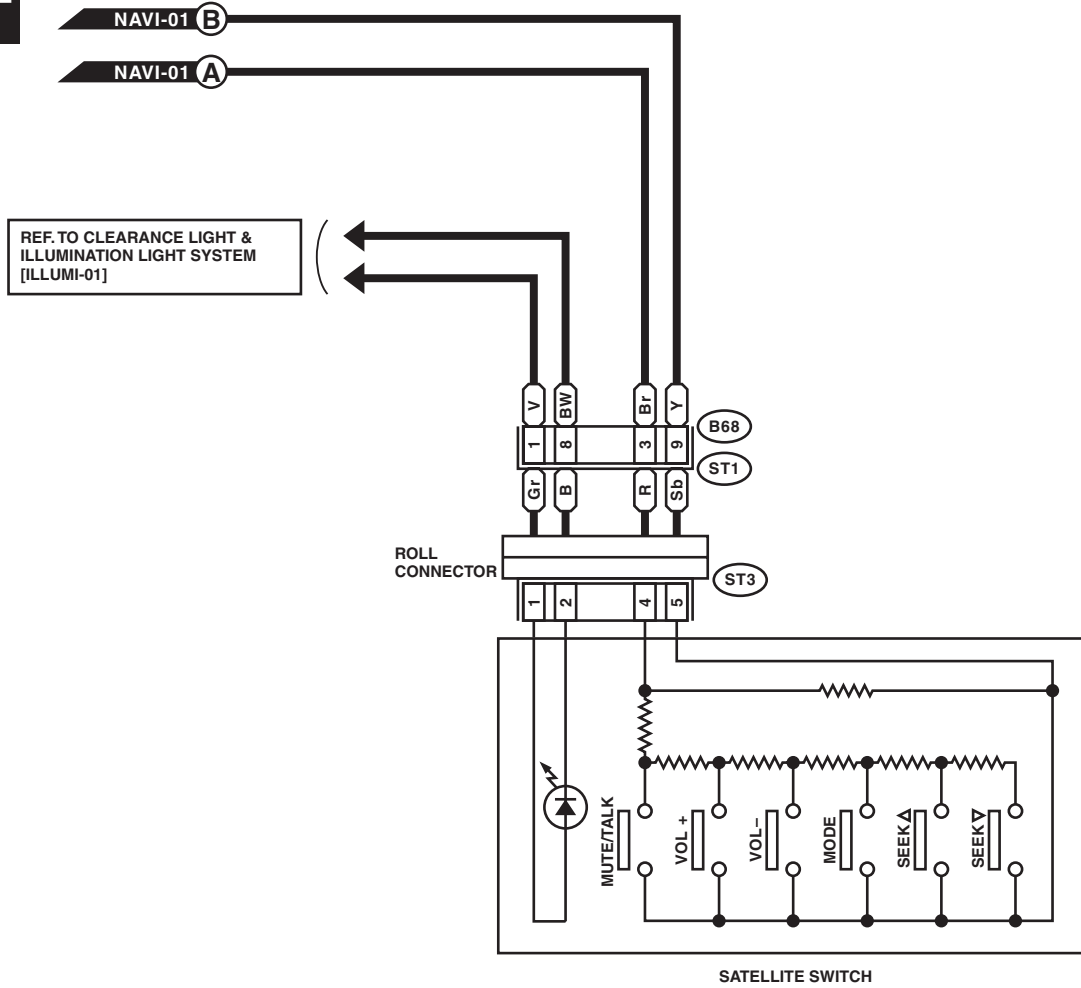 NAVI-01 B
NAVI-01 A
REF. TO CLEARANCE LIGHT &
ILLUMINATION LIGHT SYSTEM
[ILLUMI-01]
V BW Br Y
1 8 3 9
B68
ST1
Gr B R Sb
ROLL
CONNECTOR
ST3
1 2 4 5
MUTE/TALK
VOL +
VOL–
MODE
SEEK △
SEEK ▽
SATELLITE SWITCH